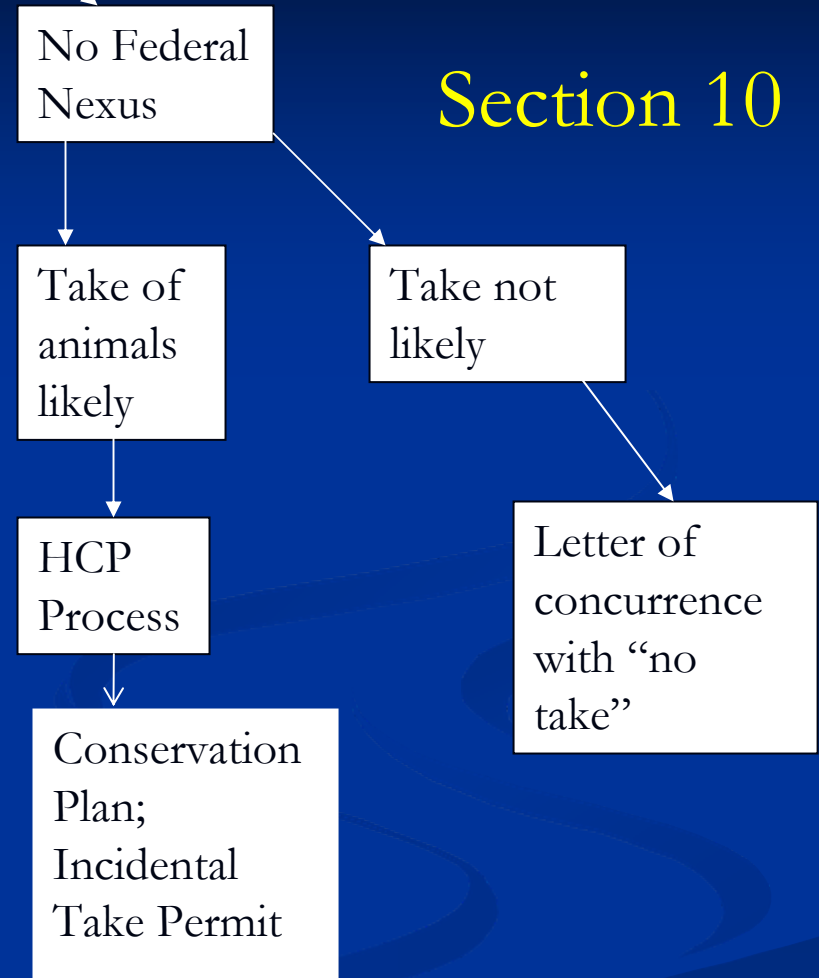 No Federal
Nexus
Section 10
Take of
animals
likely
Take not
likely
HCP
Process
Letter of
concurrence
with “no
take”
Conservation
Plan;
Incidental
Take Permit